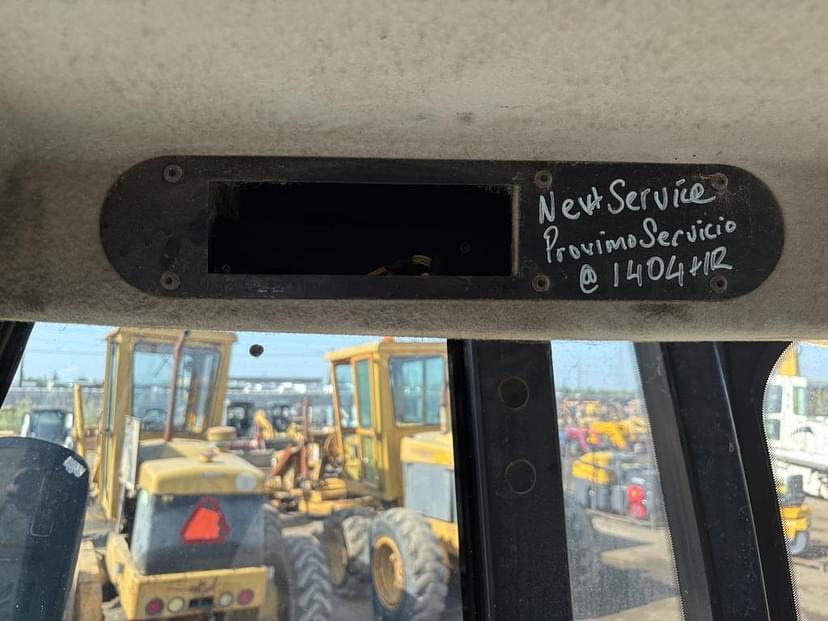 Next Service
Proximo Servicio
@ 1404 HR